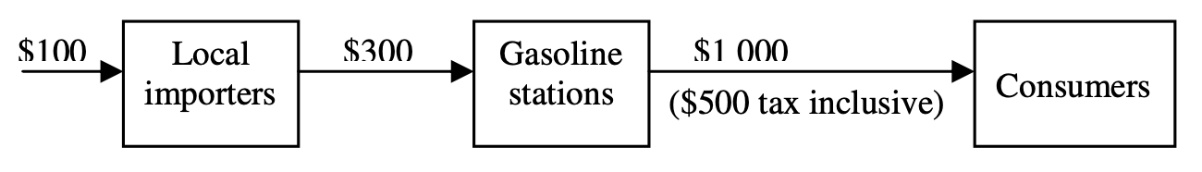 $100
Local
importers
$300
Gasoline
stations
$1 000
($500 tax inclusive)
Consumers